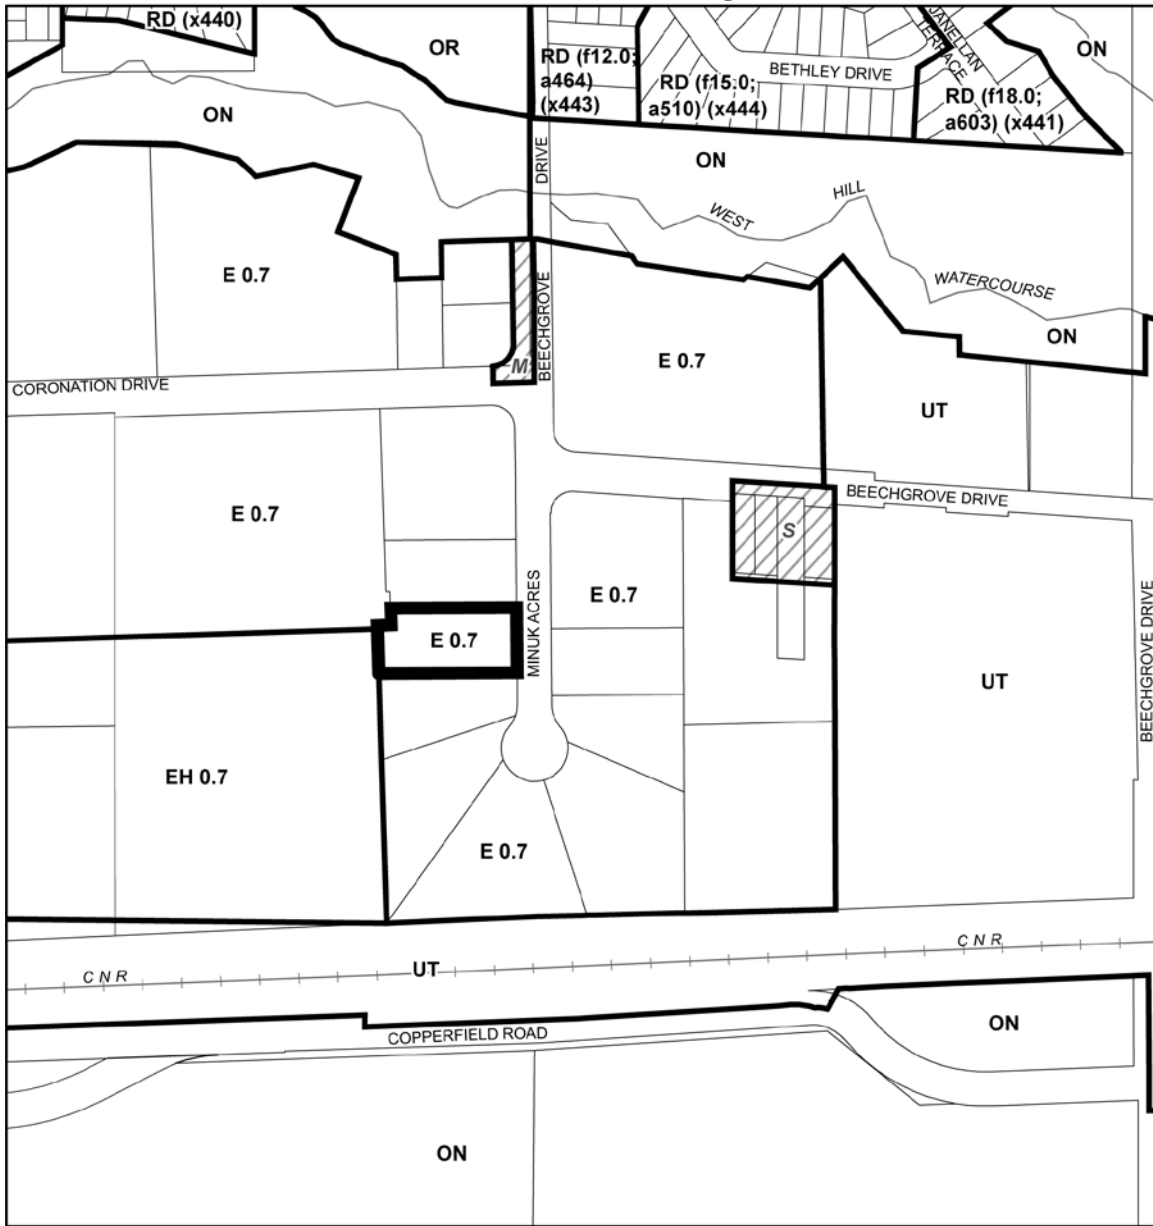 RD (x440)
OR
RD (f12.0;
a464)
(x443)
RD (f15.0;
a510) (x444)
BETHLEY DRIVE
JANELLAN
TERRACE
ON
RD (f18.0;
a603) (x441)
ON
ON
DRIVE
WEST
HILL
WATERCOURSE
ON
E 0.7
BEECHGROVE
M
E 0.7
CORONATION DRIVE
UT
E 0.7
BEECHGROVE DRIVE
S
E 0.7
MINUK ACRES
E 0.7
UT
BEECHGROVE DRIVE
EH 0.7
E 0.7
CNR
UT
CNR
COPPERFIELD ROAD
ON
ON